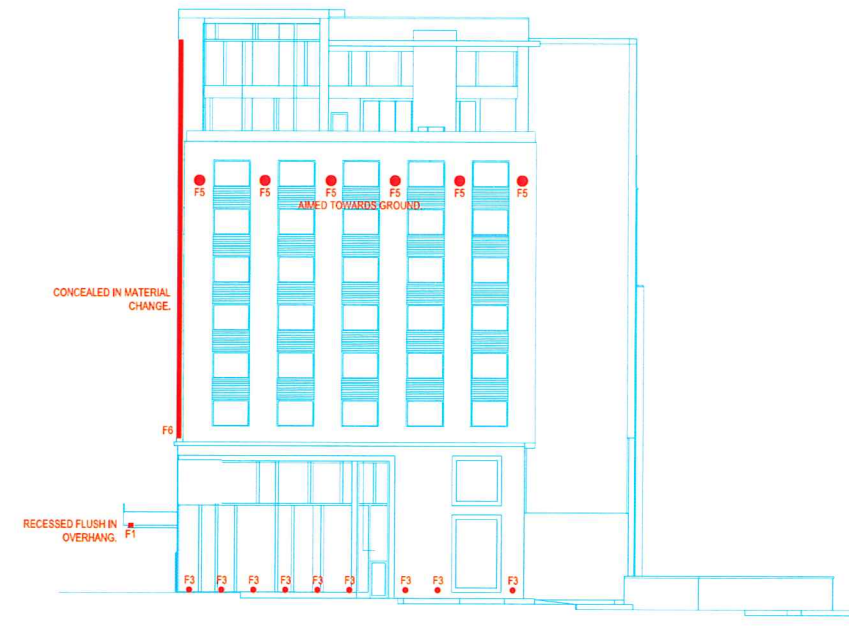 F5 F5 F5 F5 F5 F5
AIMED TOWARDS GROUND.
CONCEALED IN MATERIAL
CHANGE.
F6
RECESSED FLUSH IN
OVERHANG.
F1
F3 F3 F3 F3 F3 F3 F3 F3 F3